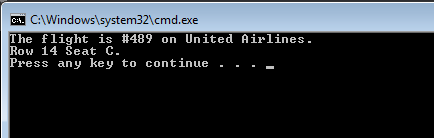 C:\Windows\system32\cmd.exe
The flight is #489 on United Airlines.
Row 14 Seat C.
Press any key to continue . . . _